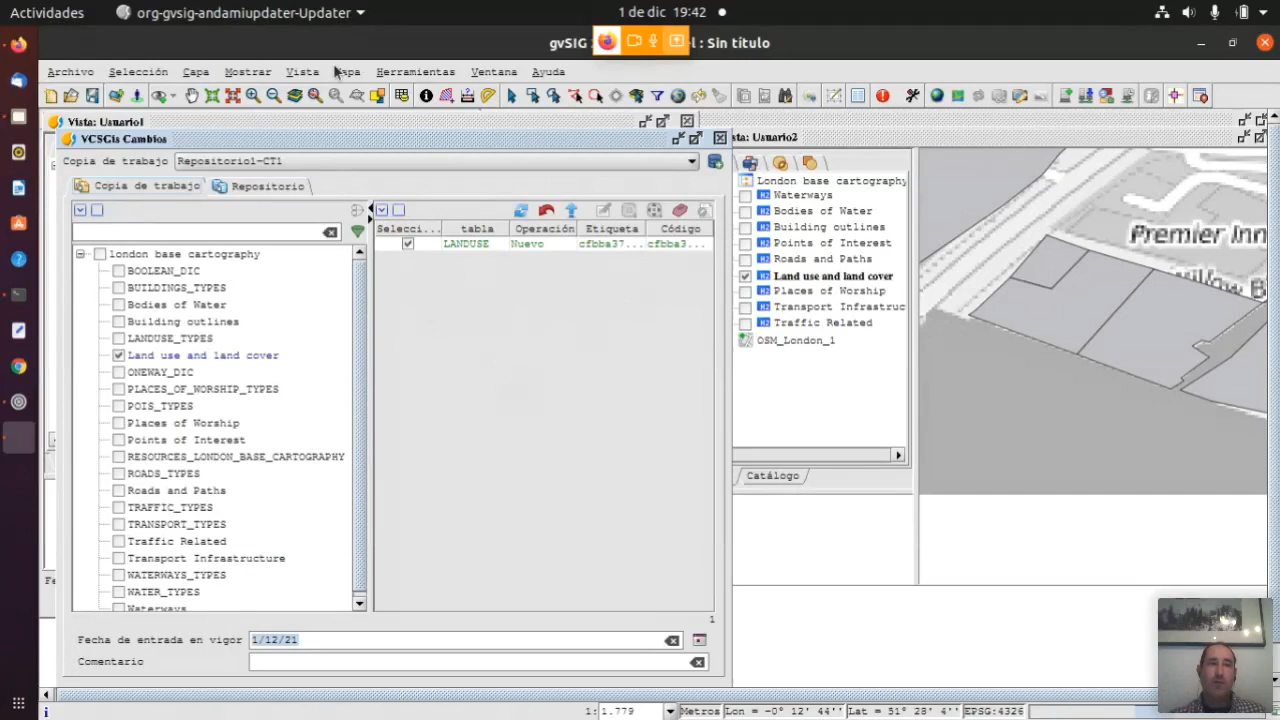 Actividades
org-gvsig-andamiupdater-Updater
1 de dic 19:42
gvSIG
l : Sin título
Archivo Selección Capa Mostrar Vista Mapa Herramientas Ventana Ayuda
Vista: Usuario1
VCSGis Cambios
Copia de trabajo Repositorio1-CT1
Copia de trabajo Repositorio
Selecci... tabla Operación Etiqueta Código
LANDUSE Nuevo cfbba37... cfbba3...
london base cartography
BOOLEAN_DIC
BUILDINGS_TYPES
Bodies of Water
Building outlines
LANDUSE_TYPES
Land use and land cover
ONEWAY_DIC
PLACES_OF_WORSHIP_TYPES
POIS_TYPES
Places of Worship
Points of Interest
RESOURCES_LONDON_BASE_CARTOGRAPHY
ROADS_TYPES
Roads and Paths
TRAFFIC_TYPES
TRANSPORT_TYPES
Traffic Related
Transport Infrastructure
WATERWAYS_TYPES
WATER_TYPES
Waterways
1
Fecha de entrada en vigor 1/12/21
Comentario
sta: Usuario2
London base cartography
Waterways
Bodies of Water
Building outlines
Points of Interest
Roads and Paths
Land use and land cover
Places of Worship
Transport Infrastruc
Traffic Related
OSM_London_1
Catálogo
Premier Inn
1: 1.779 Metros Lon = -0° 12' 44'' Lat = 51° 28' 4'' EPSG:4326